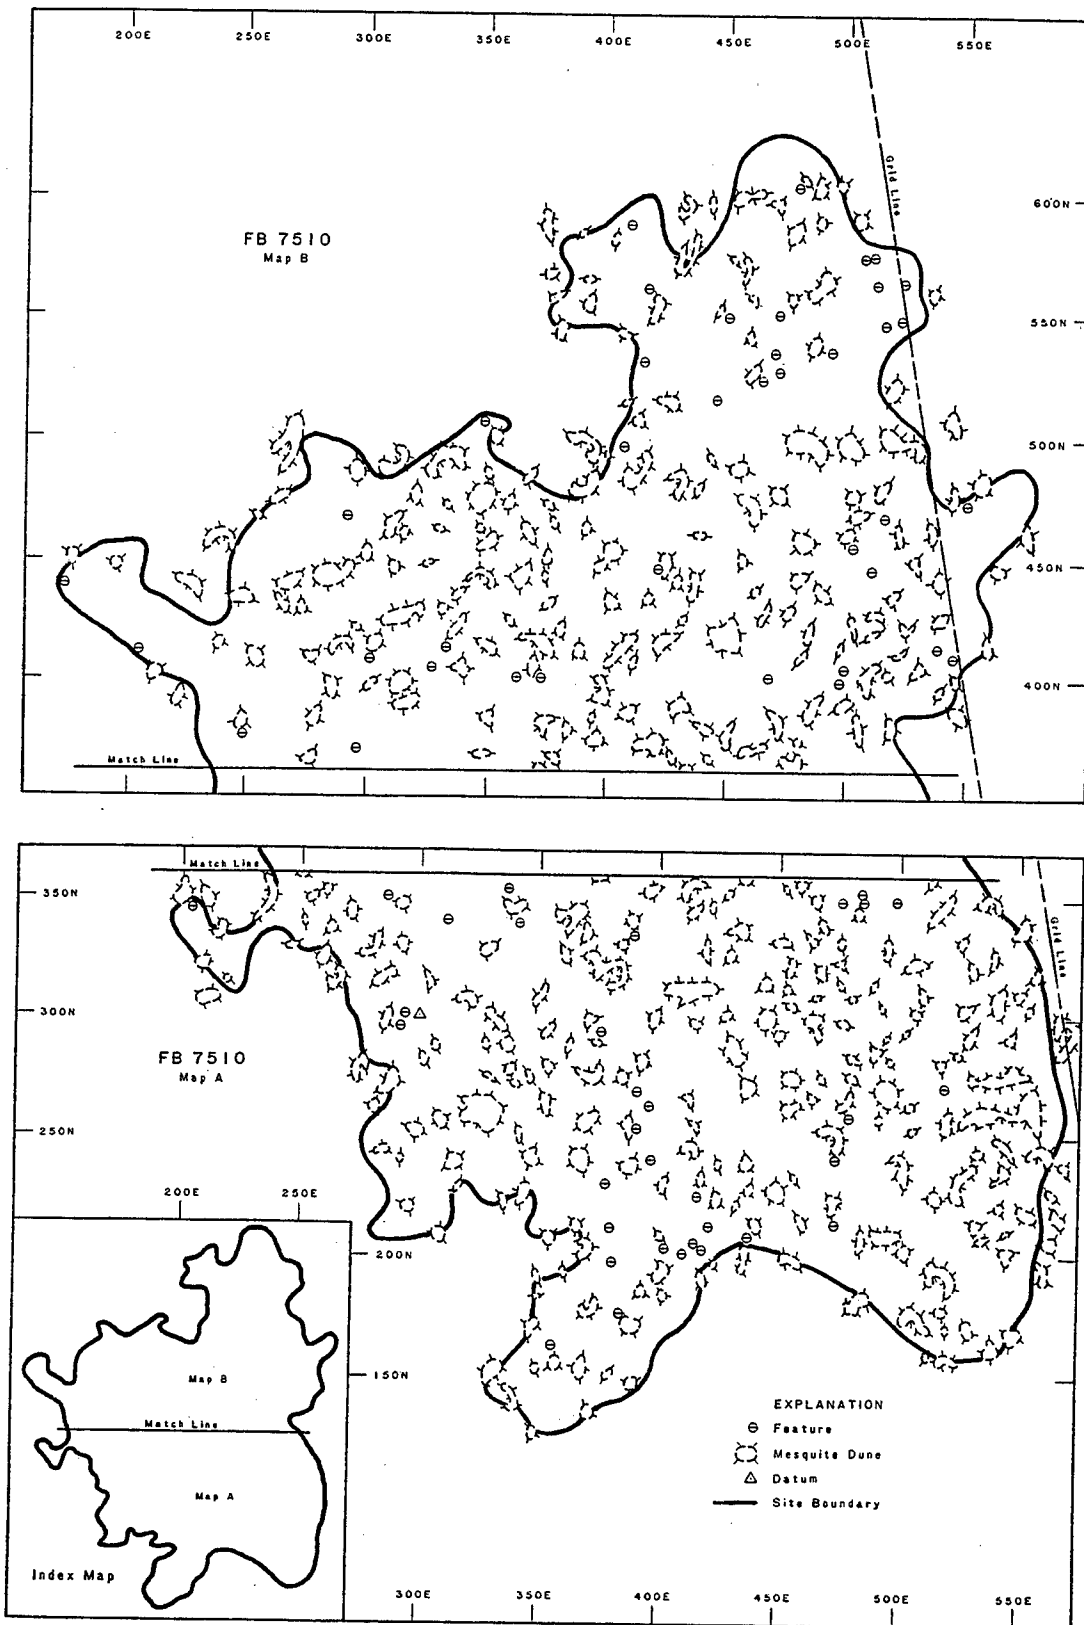 200E 250E 300E 350E 400E 450E 500E 550E
Grid Line
600N
FB 7510
Map B
550N
500N
450N
400N
Match Line
Match Line
350N
Grid Line
300N
FB 7510
Map A
250N
200E 250E
200N
Map B
150N
Match Line
EXPLANATION
Feature
Mesquite Dune
Datum
Site Boundary
Map A
Index Map
300E 350E 400E 450E 500E 550E